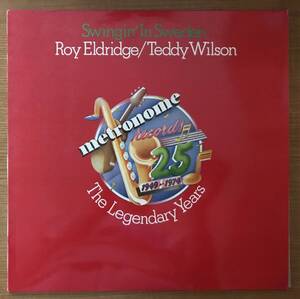 Swingin' In Sweden
Roy Eldridge/Teddy Wilson
metronome
records
25
1949-1974
The Legendary Years